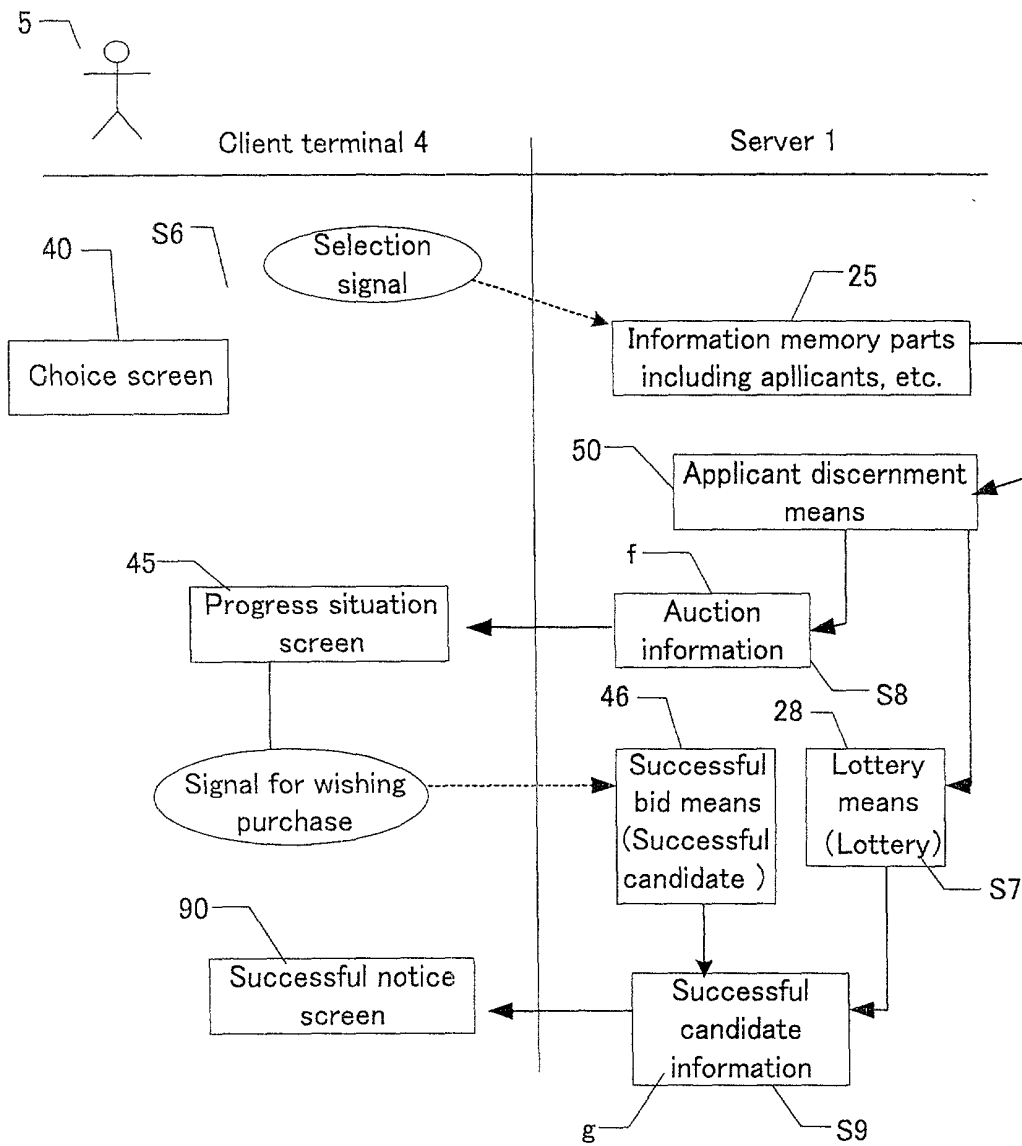 5
Client terminal 4
Server 1
S6
40
Selection
signal
25
Choice screen
Information memory parts
including apllicants, etc.
50
Applicant discernment
means
45
f
Progress situation
screen
Auction
information
S8
46
28
Signal for wishing
purchase
Successful
bid means
(Successful
candidate )
Lottery
means
(Lottery)
S7
90
Successful notice
screen
Successful
candidate
information
g
S9